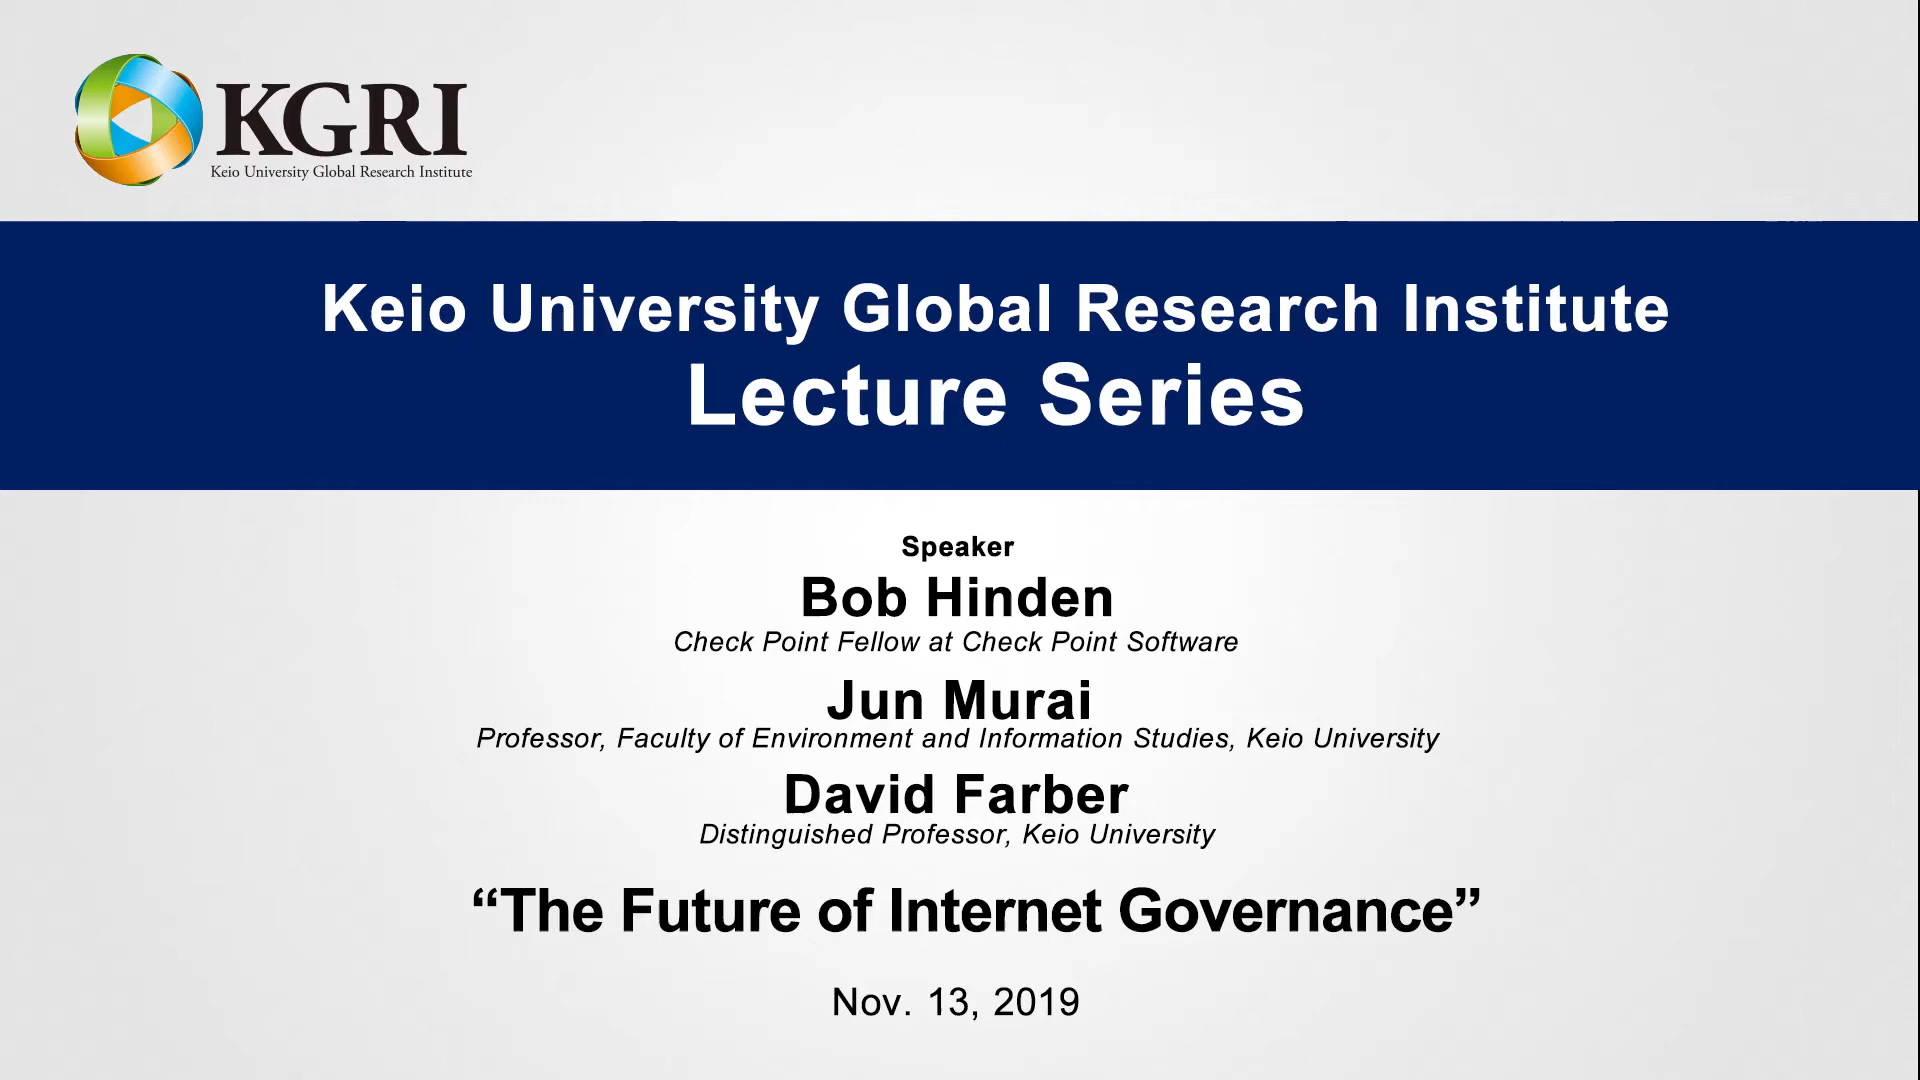 KGRI
Keio University Global Research Institute
Keio University Global Research Institute
Lecture Series
Speaker
Bob Hinden
Check Point Fellow at Check Point Software
Jun Murai
Professor, Faculty of Environment and Information Studies, Keio University
David Farber
Distinguished Professor, Keio University
“The Future of Internet Governance”
Nov. 13, 2019